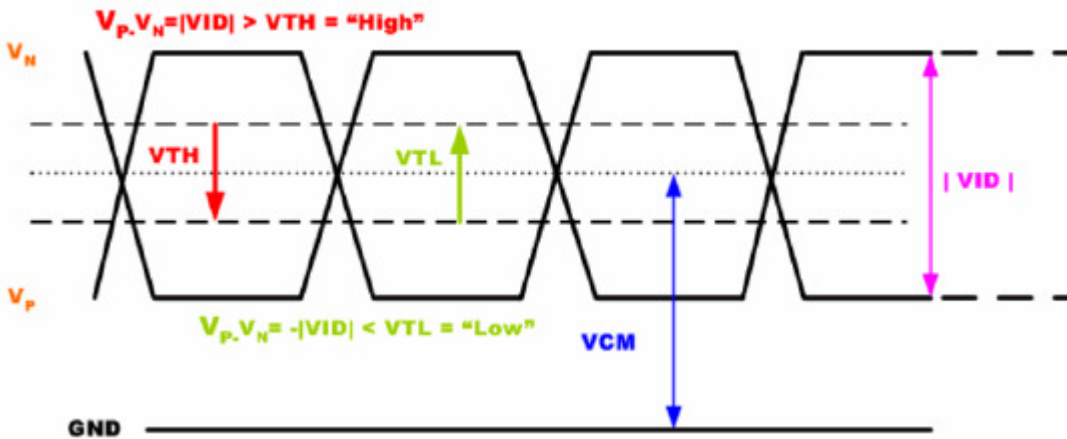 VP- VN=|VID| > VTH = “High”
VN
VTH
VTL
| VID |
VP
VP- VN= -|VID| < VTL = “Low”
VCM
GND